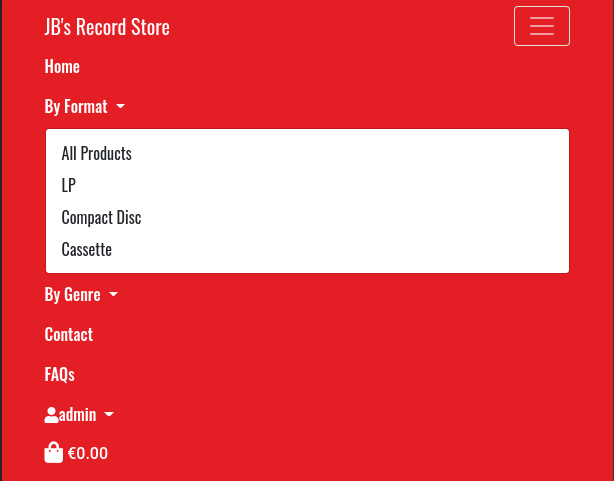 JB's Record Store
Home
By Format
All Products
LP
Compact Disc
Cassette
By Genre
Contact
FAQs
admin
€0.00